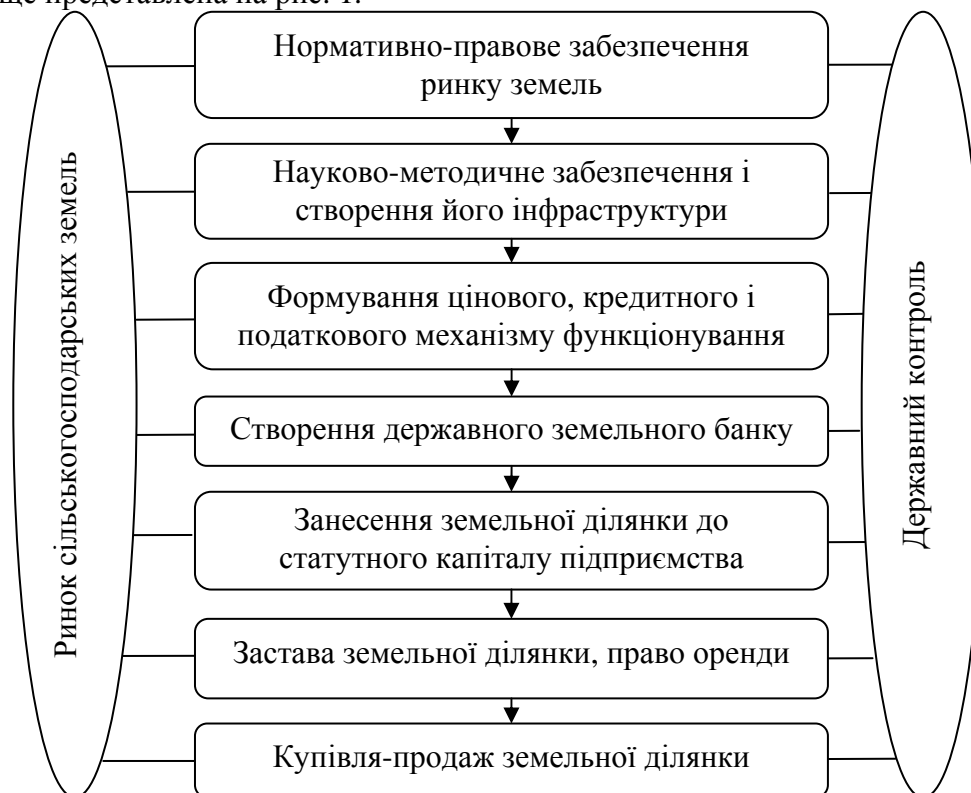 ще представлена на рис. 1.
Нормативно-правове забезпечення
ринку земель
Науково-методичне забезпечення і
створення його інфраструктури
Формування цінового, кредитного і
податкового механізму функціонування
Створення державного земельного банку
Занесення земельної ділянки до
статутного капіталу підприємства
Застава земельної ділянки, право оренди
Купівля-продаж земельної ділянки
Ринок сільськогосподарських земель
Державний контроль